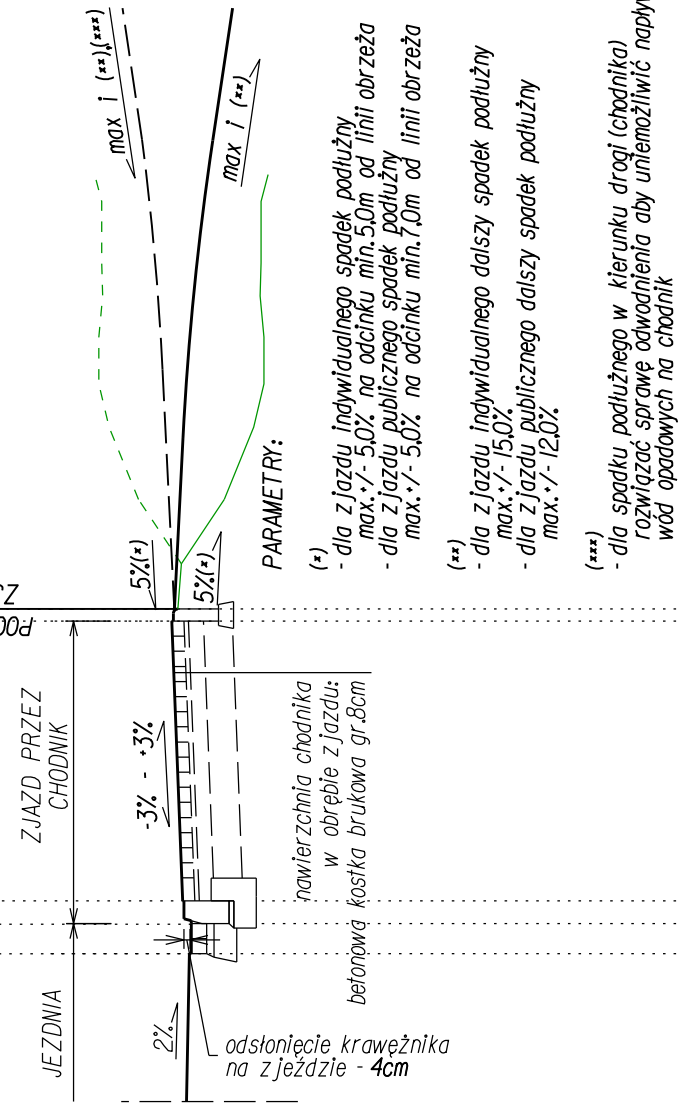 JEZDNIA
ZJAZD PRZEZ
CHODNIK
2%
-3% - +3%
5%(x)
5%(x)
max i (xx)(xxx)
max i (xx)
odsłonięcie krawężnika
na zjeździe - 4cm
nawierzchnia chodnika
w obrębie zjazdu:
betonowa kostka brukowa gr.8cm
PARAMETRY:
(x)
- dla zjazdu indywidualnego spadek podłużny
max.+/- 5,0% na odcinku min.5,0m od linii obrzeża
- dla zjazdu publicznego spadek podłużny
max.+/- 5,0% na odcinku min.7,0m od linii obrzeża
(xx)
- dla zjazdu indywidualnego dalszy spadek podłużny
max.+/- 15,0%
- dla zjazdu publicznego dalszy spadek podłużny
max.+/- 12,0%
(xxx)
- dla spadku podłużnego w kierunku drogi (chodnika)
rozwiązać sprawę odwodnienia aby uniemożliwić napły
wód opadowych na chodnik